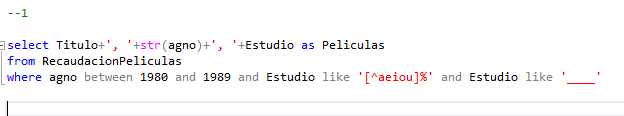 --1
select Titulo+', '+str(agno)+', '+Estudio as Peliculas
from RecaudacionPeliculas
where agno between 1980 and 1989 and Estudio like '[^aeiou]%' and Estudio like '____'